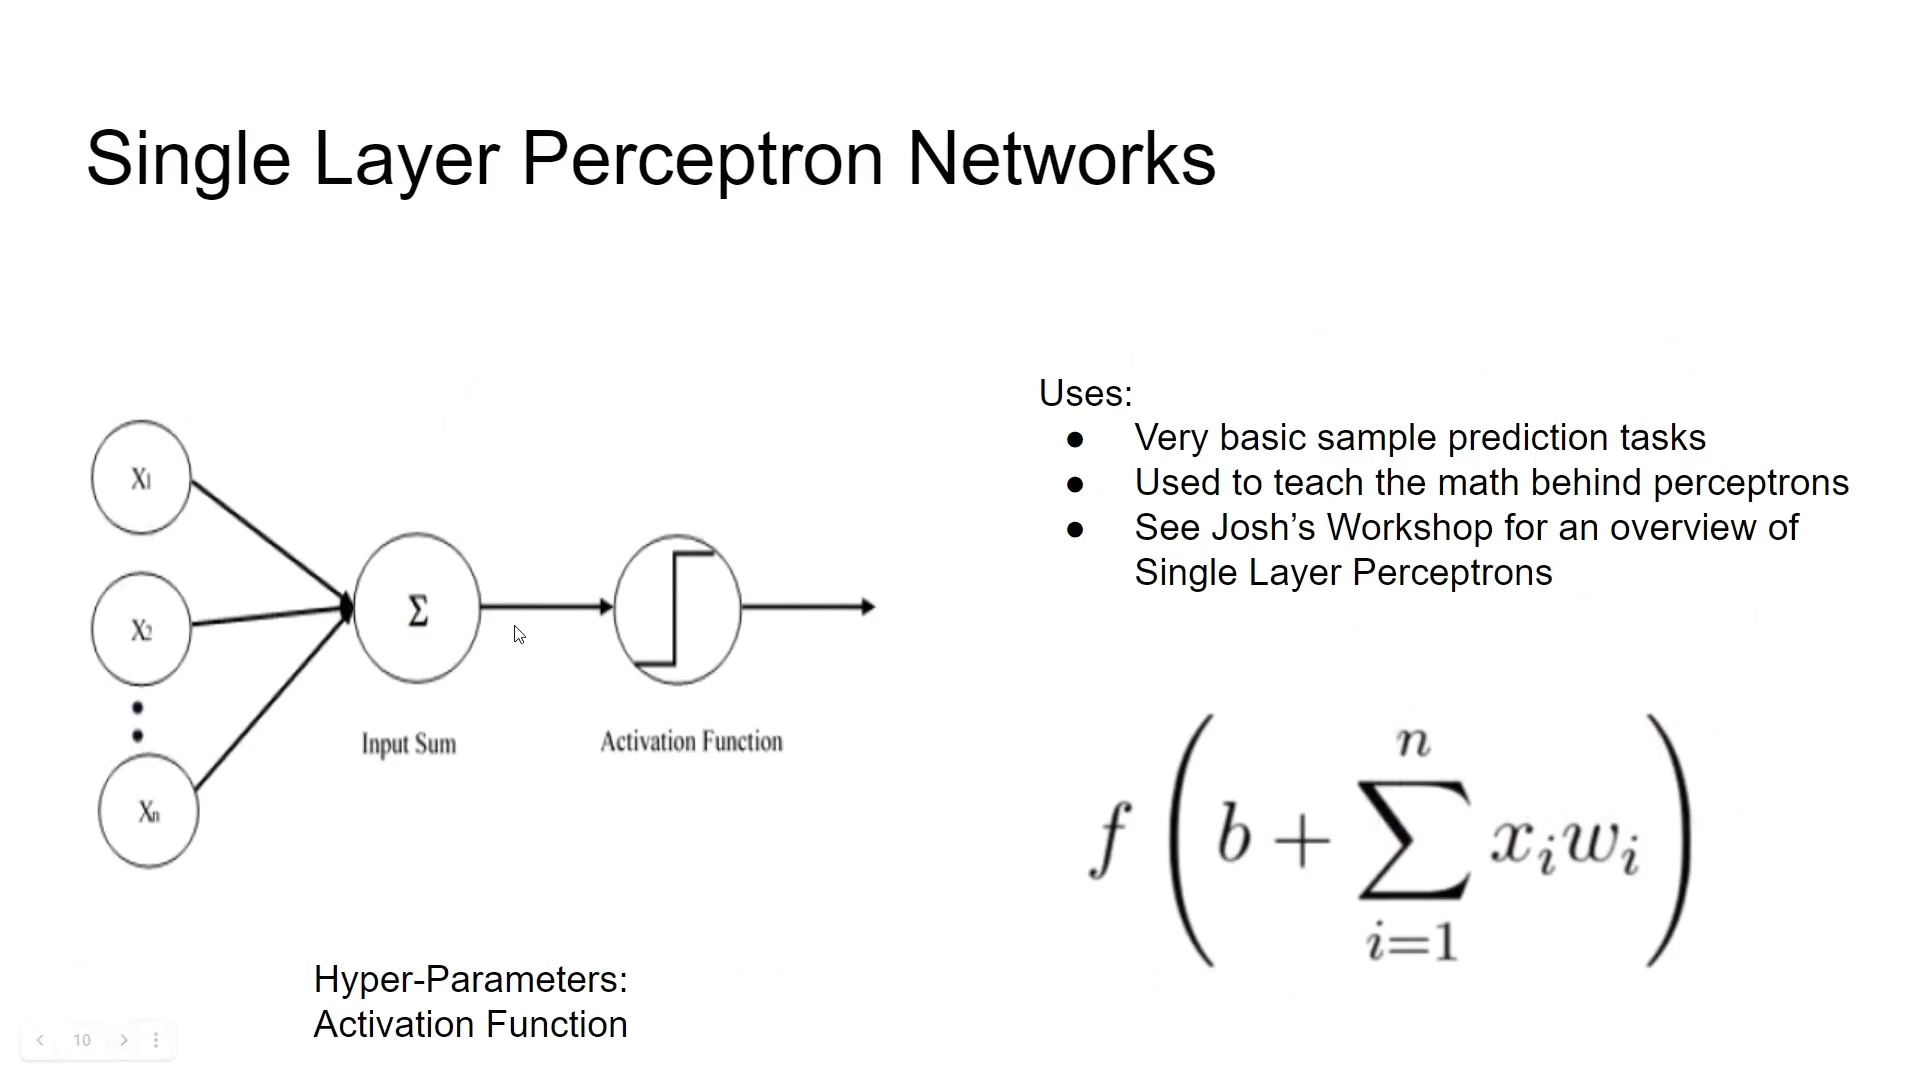 Single Layer Perceptron Networks
X1
X2
Xn
Σ
Input Sum
Activation Function
Hyper-Parameters:
Activation Function
Uses:
● Very basic sample prediction tasks
● Used to teach the math behind perceptrons
● See Josh’s Workshop for an overview of
Single Layer Perceptrons
f(b + ∑_{i=1}^{n} x_i w_i)
10